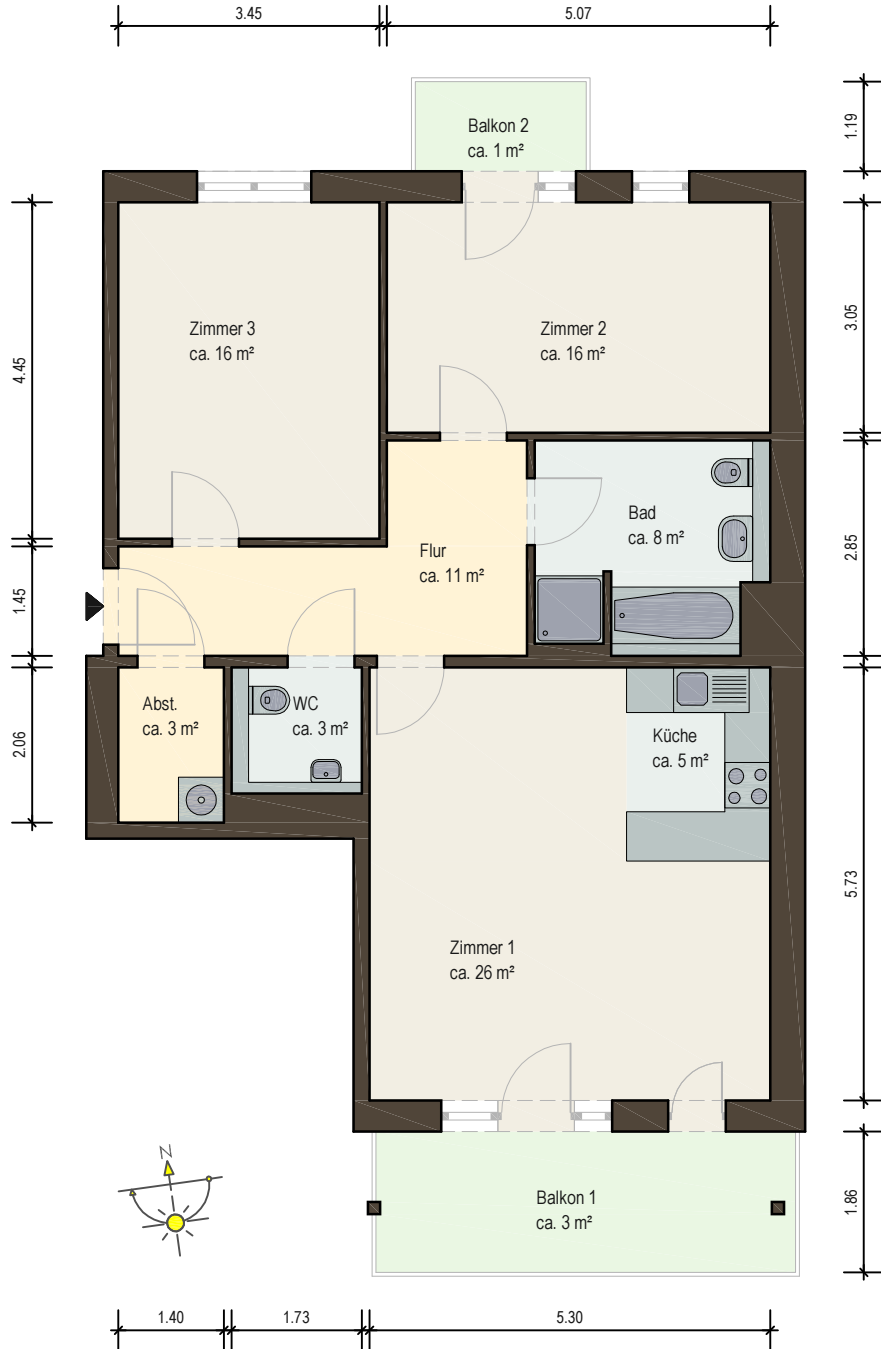 3.45
5.07
Balkon 2
ca. 1 m²
1.19
Zimmer 3
ca. 16 m²
Zimmer 2
ca. 16 m²
3.05
4.45
Bad
ca. 8 m²
2.85
Flur
ca. 11 m²
1.45
Abst.
ca. 3 m²
WC
ca. 3 m²
2.06
Küche
ca. 5 m²
5.73
Zimmer 1
ca. 26 m²
N
Balkon 1
ca. 3 m²
1.86
1.40
1.73
5.30